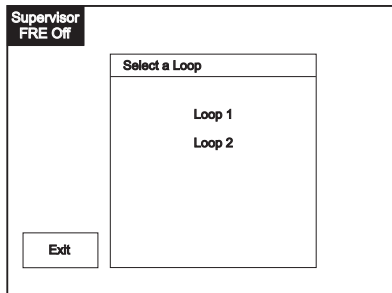 Supervisor
FRE Off
Select a Loop
Loop 1
Loop 2
Exit